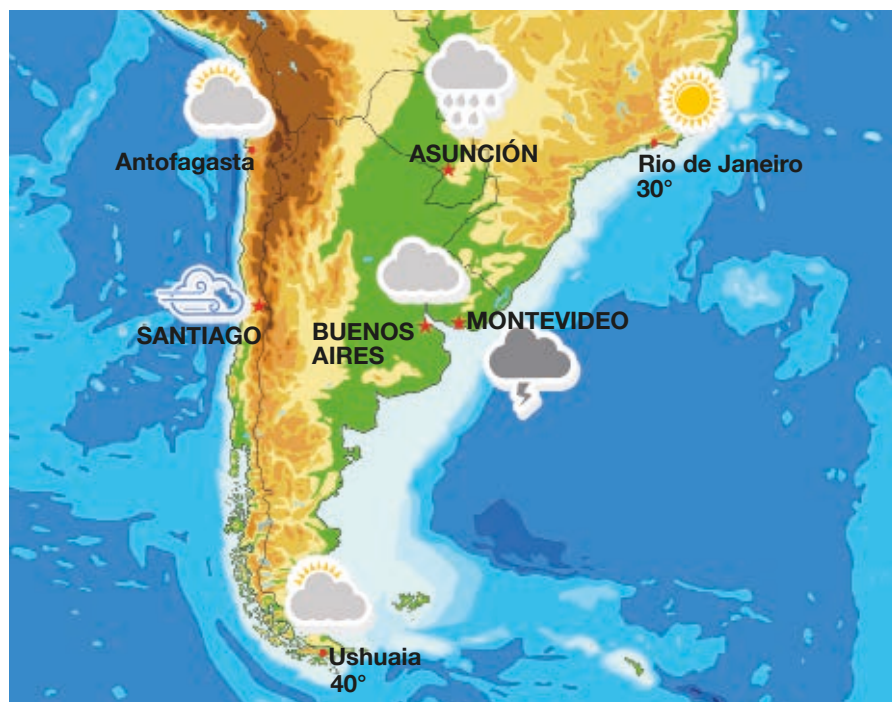 Antofagasta
ASUNCIÓN
Rio de Janeiro
30°
SANTIAGO
BUENOS
AIRES
MONTEVIDEO
Ushuaia
40°